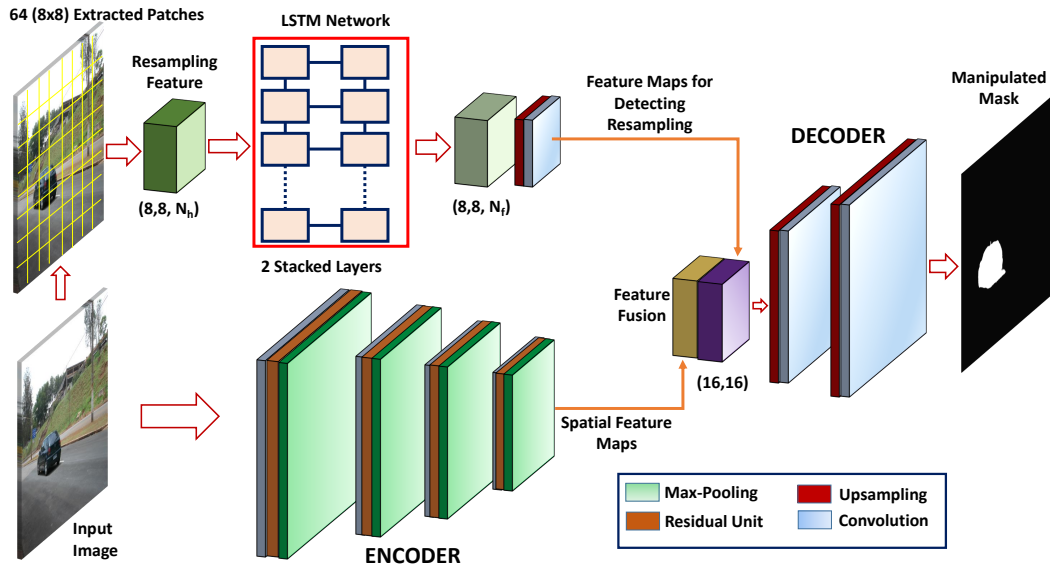 64 (8x8) Extracted Patches
LSTM Network
Resampling
Feature
(8,8, Nₕ)
2 Stacked Layers
(8,8, N_f)
Feature Maps for
Detecting
Resampling
DECODER
Manipulated
Mask
Feature
Fusion
(16,16)
Spatial Feature
Maps
Input
Image
ENCODER
Max-Pooling
Upsampling
Residual Unit
Convolution